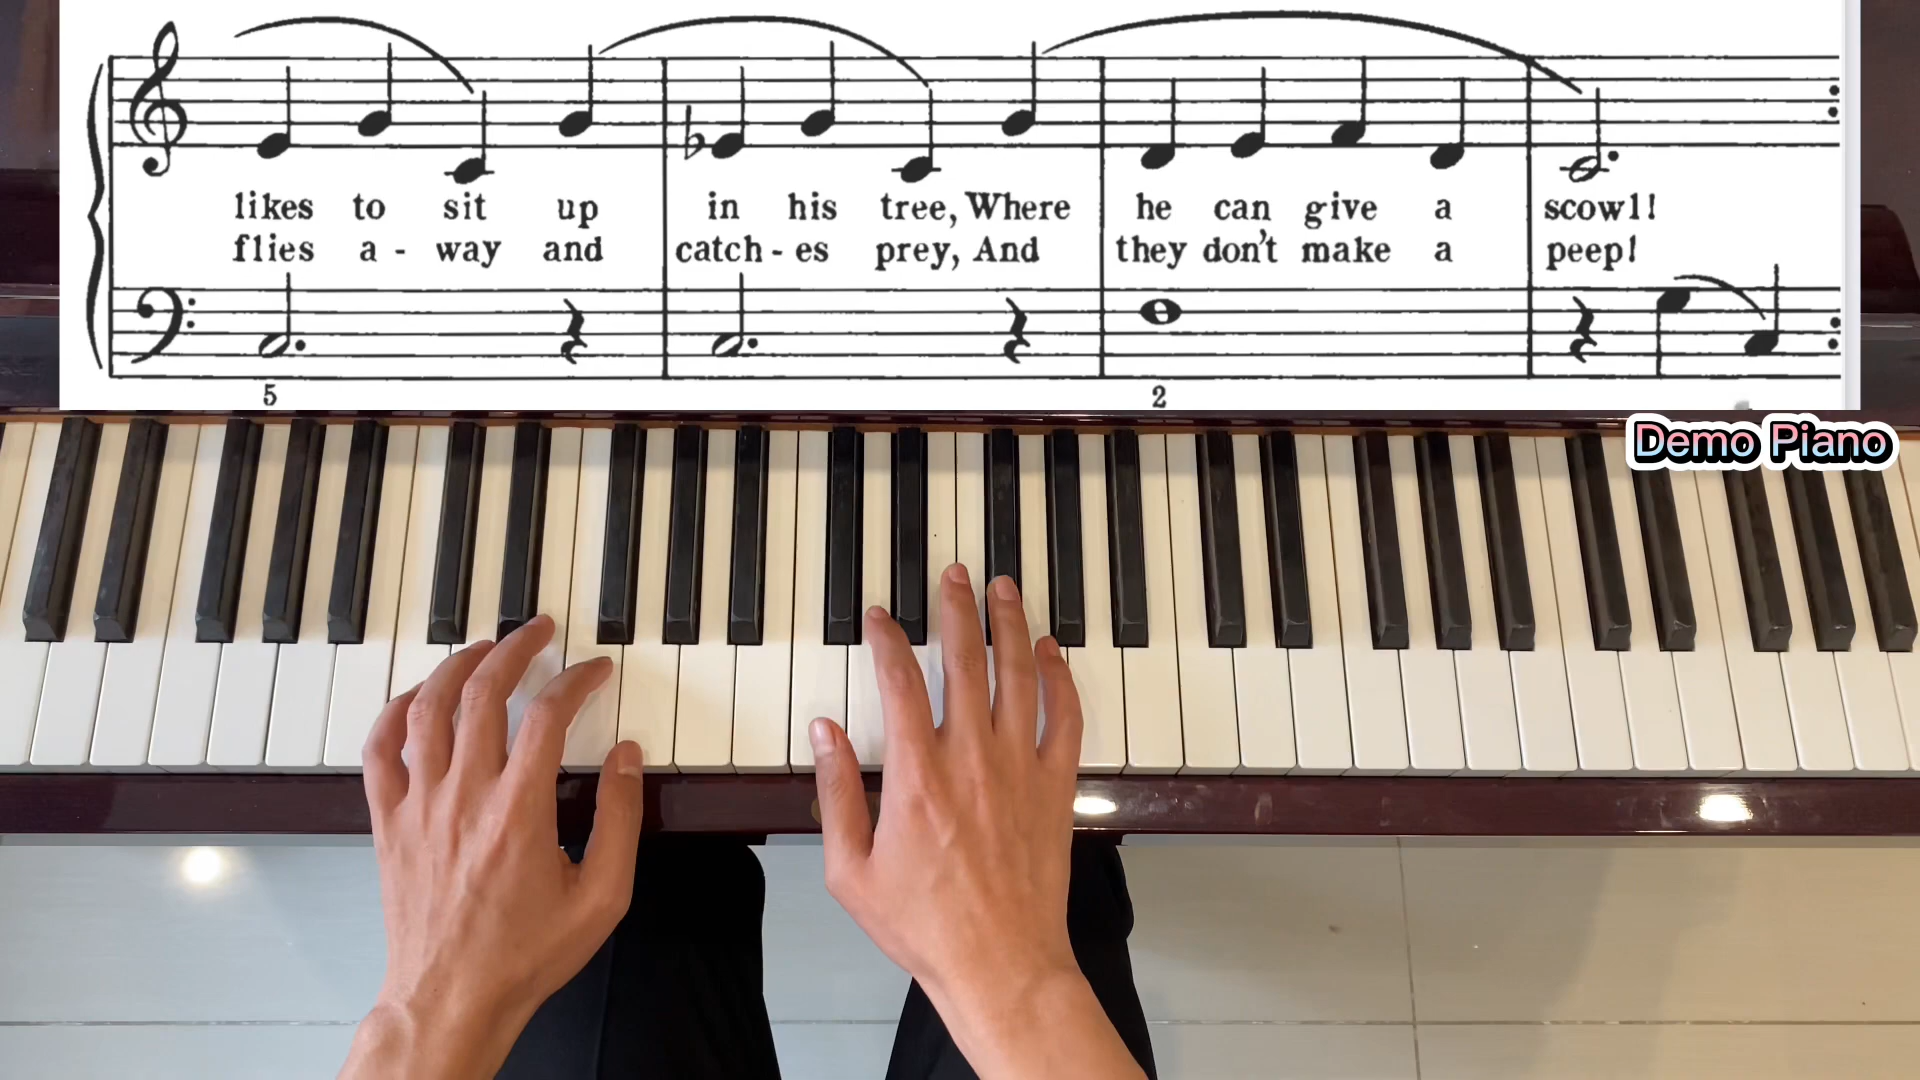 likes to sit up in his tree, Where he can give a scowl!
flies a - way and catch - es prey, And they don't make a peep!
5 2
Demo Piano